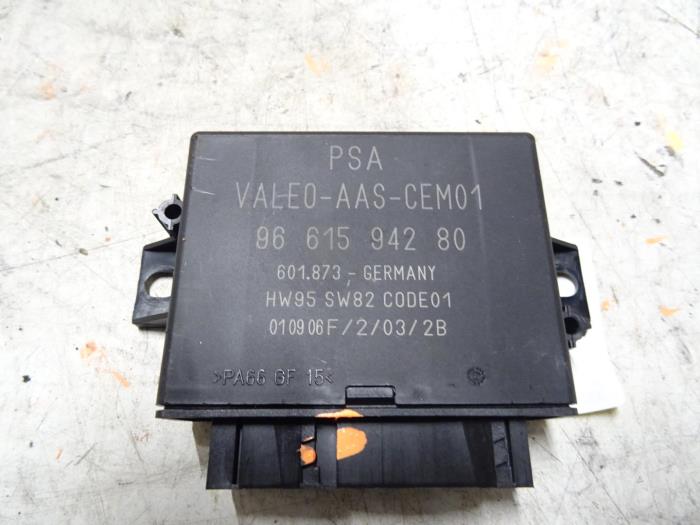 PSA
VALEO-AAS-CEM01
96 615 942 80
601.873 - GERMANY
HW95 SW82 CODE01
010906F/2/03/2B
>PA66 GF 15<